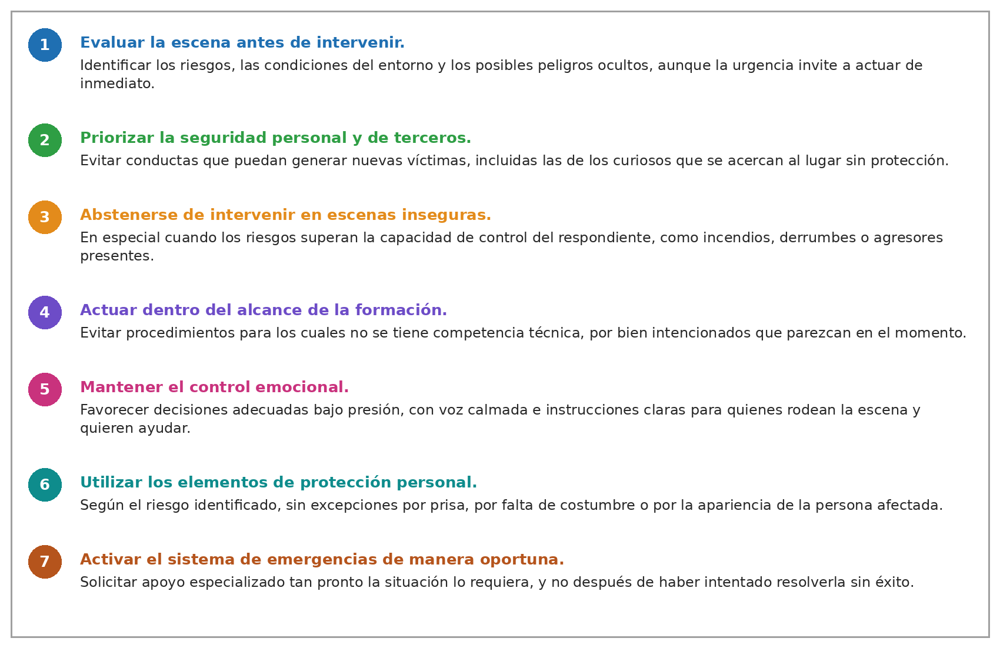 1
Evaluar la escena antes de intervenir.
Identificar los riesgos, las condiciones del entorno y los posibles peligros ocultos, aunque la urgencia invite a actuar de
inmediato.
2
Priorizar la seguridad personal y de terceros.
Evitar conductas que puedan generar nuevas víctimas, incluidas las de los curiosos que se acercan al lugar sin protección.
3
Abstenerse de intervenir en escenas inseguras.
En especial cuando los riesgos superan la capacidad de control del respondiente, como incendios, derrumbes o agresores
presentes.
4
Actuar dentro del alcance de la formación.
Evitar procedimientos para los cuales no se tiene competencia técnica, por bien intencionados que parezcan en el momento.
5
Mantener el control emocional.
Favorecer decisiones adecuadas bajo presión, con voz calmada e instrucciones claras para quienes rodean la escena y
quieren ayudar.
6
Utilizar los elementos de protección personal.
Según el riesgo identificado, sin excepciones por prisa, por falta de costumbre o por la apariencia de la persona afectada.
7
Activar el sistema de emergencias de manera oportuna.
Solicitar apoyo especializado tan pronto la situación lo requiera, y no después de haber intentado resolverla sin éxito.